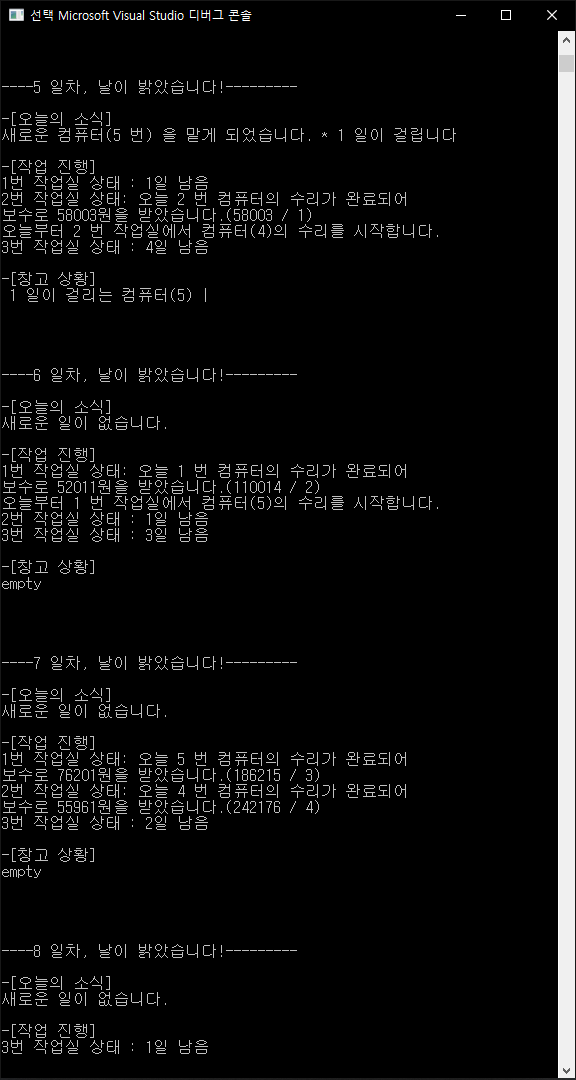 선택 Microsoft Visual Studio 디버그 콘솔
----5 일차, 날이 밝았습니다!---------
-[오늘의 소식]
새로운 컴퓨터(5 번) 을 맡게 되었습니다. * 1 일이 걸립니다
-[작업 진행]
1번 작업실 상태 : 1일 남음
2번 작업실 상태: 오늘 2 번 컴퓨터의 수리가 완료되어
보수로 58003원을 받았습니다.(58003 / 1)
오늘부터 2 번 작업실에서 컴퓨터(4)의 수리를 시작합니다.
3번 작업실 상태 : 4일 남음
-[창고 상황]
1 일이 걸리는 컴퓨터(5) |
----6 일차, 날이 밝았습니다!---------
-[오늘의 소식]
새로운 일이 없습니다.
-[작업 진행]
1번 작업실 상태: 오늘 1 번 컴퓨터의 수리가 완료되어
보수로 52011원을 받았습니다.(110014 / 2)
오늘부터 1 번 작업실에서 컴퓨터(5)의 수리를 시작합니다.
2번 작업실 상태 : 1일 남음
3번 작업실 상태 : 3일 남음
-[창고 상황]
empty
----7 일차, 날이 밝았습니다!---------
-[오늘의 소식]
새로운 일이 없습니다.
-[작업 진행]
1번 작업실 상태: 오늘 5 번 컴퓨터의 수리가 완료되어
보수로 76201원을 받았습니다.(186215 / 3)
2번 작업실 상태: 오늘 4 번 컴퓨터의 수리가 완료되어
보수로 55961원을 받았습니다.(242176 / 4)
3번 작업실 상태 : 2일 남음
-[창고 상황]
empty
----8 일차, 날이 밝았습니다!---------
-[오늘의 소식]
새로운 일이 없습니다.
-[작업 진행]
3번 작업실 상태 : 1일 남음